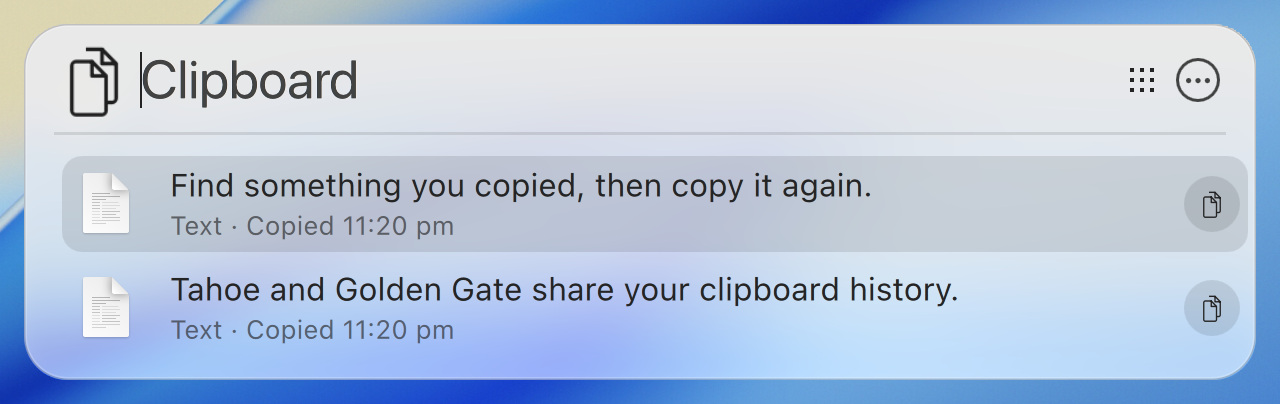 Clipboard
Find something you copied, then copy it again.
Text · Copied 11:20 pm
Tahoe and Golden Gate share your clipboard history.
Text · Copied 11:20 pm